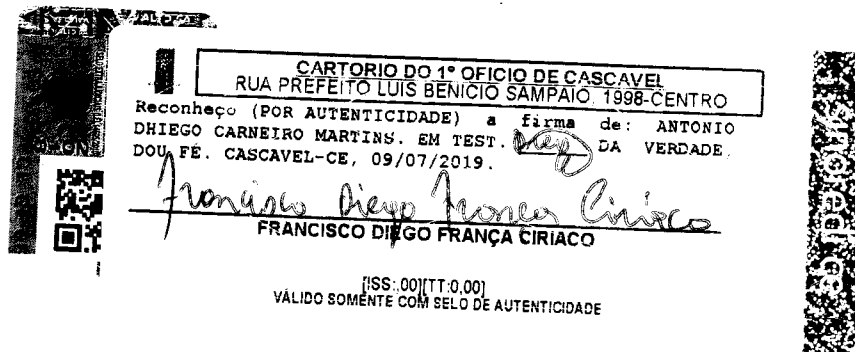 CARTORIO DO 1º OFICIO DE CASCAVEL
RUA PREFEITO LUIS BENICIO SAMPAIO, 1998-CENTRO
Reconheço (POR AUTENTICIDADE) a firma de: ANTONIO
DHIEGO CARNEIRO MARTINS. EM TEST. DA VERDADE.
DOU FÉ. CASCAVEL-CE, 09/07/2019.
Francisco Diego França Ciriaco
FRANCISCO DIEGO FRANÇA CIRIACO
[ISS:,00][TT:0,00]
VÁLIDO SOMENTE COM SELO DE AUTENTICIDADE